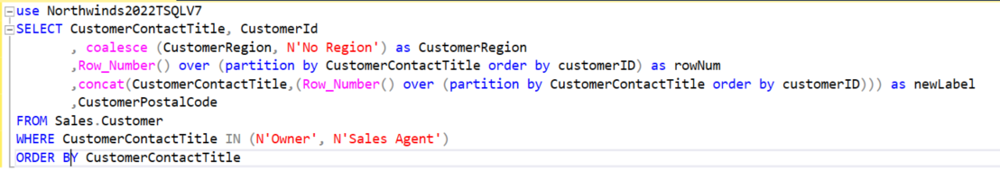 use Northwinds2022TSQLV7
SELECT CustomerContactTitle, CustomerId
, coalesce (CustomerRegion, N'No Region') as CustomerRegion
,Row_Number() over (partition by CustomerContactTitle order by customerID) as rowNum
,concat(CustomerContactTitle,(Row_Number() over (partition by CustomerContactTitle order by customerID))) as newLabel
,CustomerPostalCode
FROM Sales.Customer
WHERE CustomerContactTitle IN (N'Owner', N'Sales Agent')
ORDER BY CustomerContactTitle